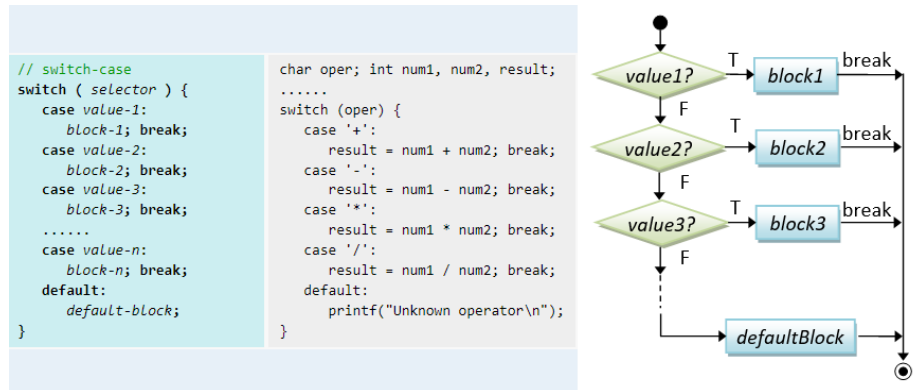 // switch-case
switch ( selector ) {
case value-1:
block-1; break;
case value-2:
block-2; break;
case value-3:
block-3; break;
......
case value-n:
block-n; break;
default:
default-block;
}
char oper; int num1, num2, result;
......
switch (oper) {
case '+':
result = num1 + num2; break;
case '-':
result = num1 - num2; break;
case '*':
result = num1 * num2; break;
case '/':
result = num1 / num2; break;
default:
printf("Unknown operator\n");
}
value1? T block1 break
F
value2? T block2 break
F
value3? T block3 break
F
defaultBlock